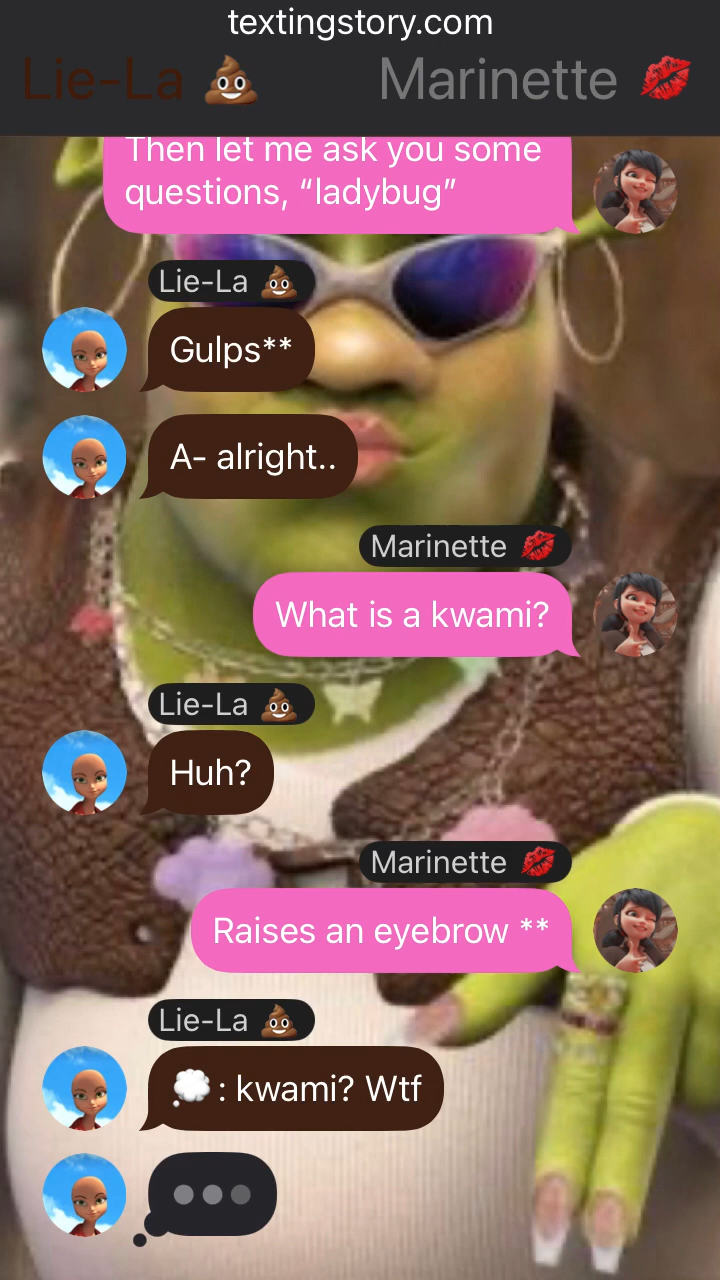 textingstory.com
Lie-La 💩 Marinette 💋
Then let me ask you some
questions, “ladybug”
Lie-La 💩
Gulps**
A- alright..
Marinette 💋
What is a kwami?
Lie-La 💩
Huh?
Marinette 💋
Raises an eyebrow **
Lie-La 💩
💭 : kwami? Wtf